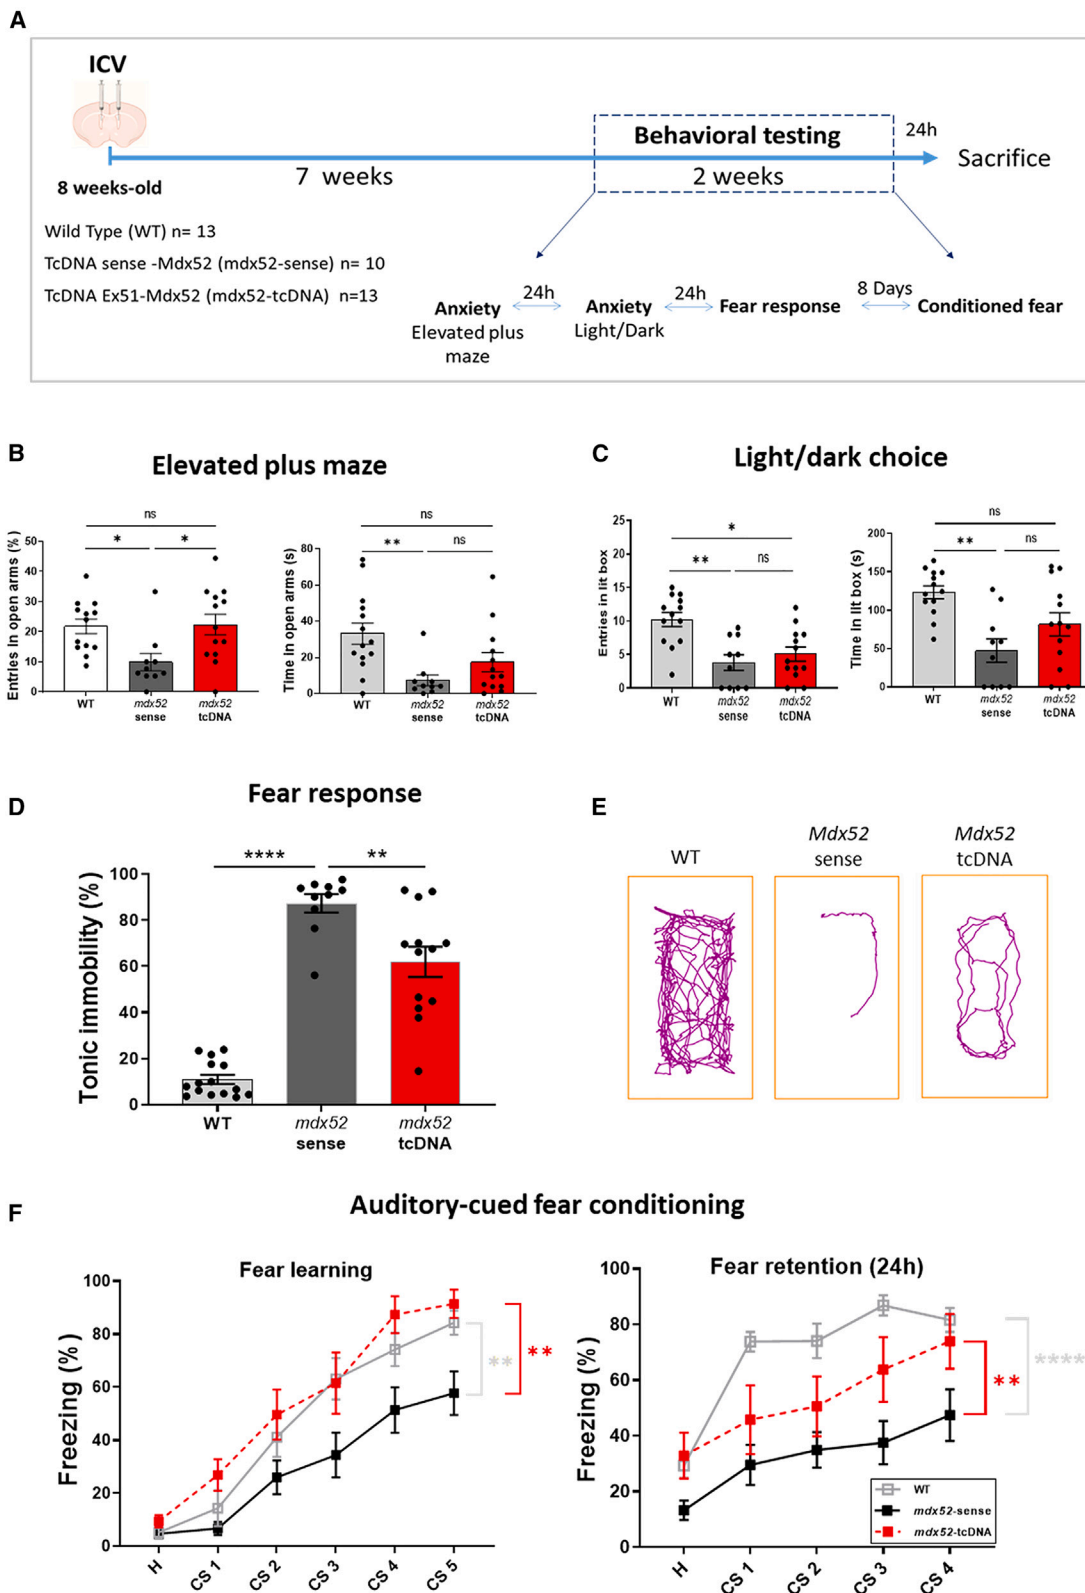 A
ICV
8 weeks-old
7 weeks
Behavioral testing
2 weeks
24h
Sacrifice
Wild Type (WT) n= 13
TcDNA sense -Mdx52 (mdx52-sense) n= 10
TcDNA Ex51-Mdx52 (mdx52-tcDNA) n=13
Anxiety
Elevated plus
maze
24h
Anxiety
Light/Dark
24h
Fear response
8 Days
Conditioned fear
B
Elevated plus maze
Entries in open arms (%)
50
40
30
20
10
0
ns
*
*
WT
mdx52
sense
mdx52
tcDNA
Time in open arms (s)
80
60
40
20
0
ns
**
ns
WT
mdx52
sense
mdx52
tcDNA
C
Light/dark choice
Entries in lit box
25
20
15
10
5
0
*
**
ns
WT
mdx52
sense
mdx52
tcDNA
Time in lit box (s)
200
150
100
50
0
ns
**
ns
WT
mdx52
sense
mdx52
tcDNA
D
Fear response
Tonic immobility (%)
100
80
60
40
20
0
****
**
WT
mdx52
sense
mdx52
tcDNA
E
WT
Mdx52
sense
Mdx52
tcDNA
F
Auditory-cued fear conditioning
Fear learning
Freezing (%)
100
80
60
40
20
0
**
**
H
CS 1
CS 2
CS 3
CS 4
CS 5
Fear retention (24h)
Freezing (%)
100
80
60
40
20
0
**
****
WT
mdx52-sense
mdx52-tcDNA
H
CS 1
CS 2
CS 3
CS 4